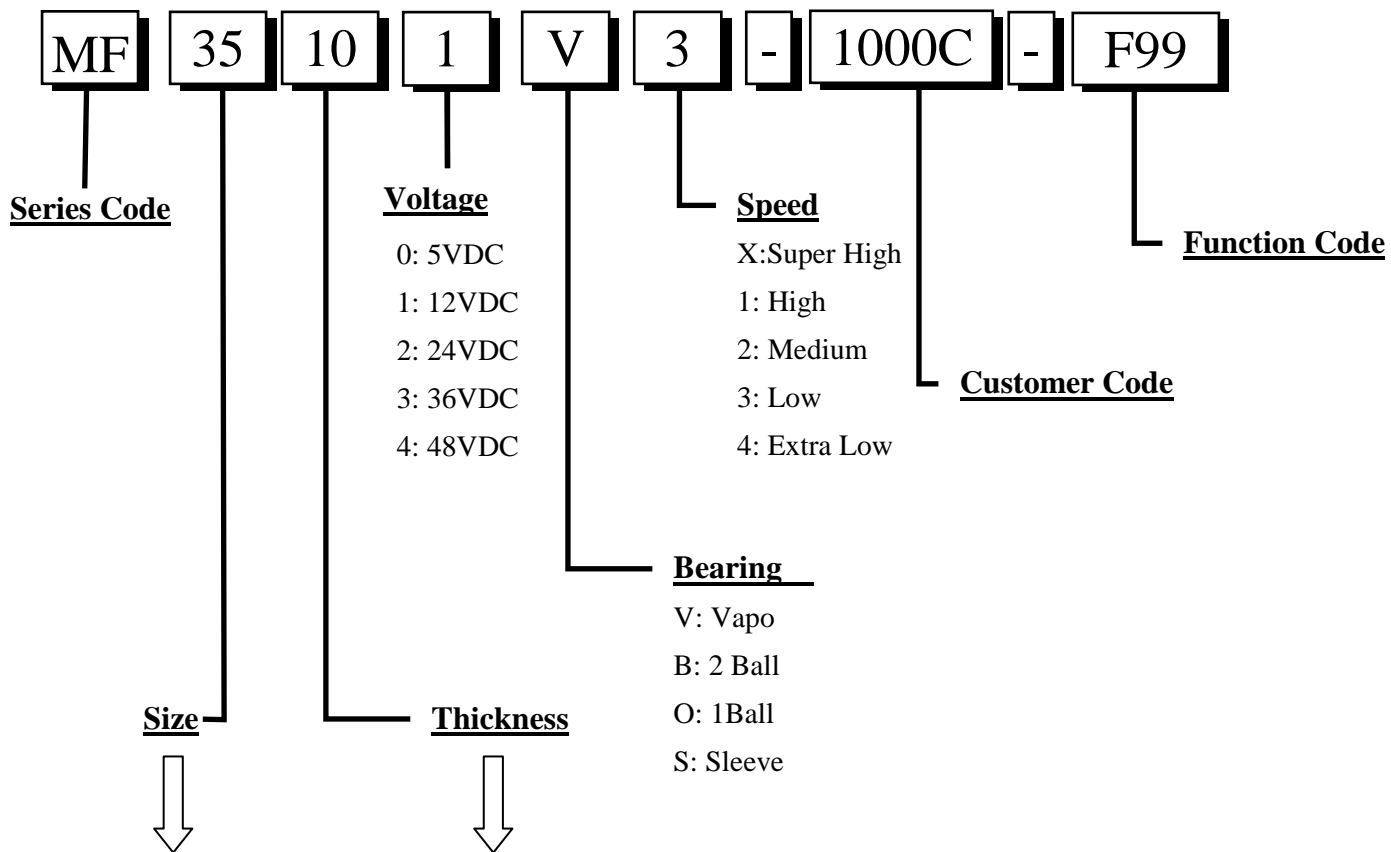 MF 35 10 1 V 3 - 1000C - F99
Series Code
Voltage
0: 5VDC
1: 12VDC
2: 24VDC
3: 36VDC
4: 48VDC
Speed
X:Super High
1: High
2: Medium
3: Low
4: Extra Low
Function Code
Customer Code
Bearing
V: Vapo
B: 2 Ball
O: 1Ball
S: Sleeve
Size
Thickness